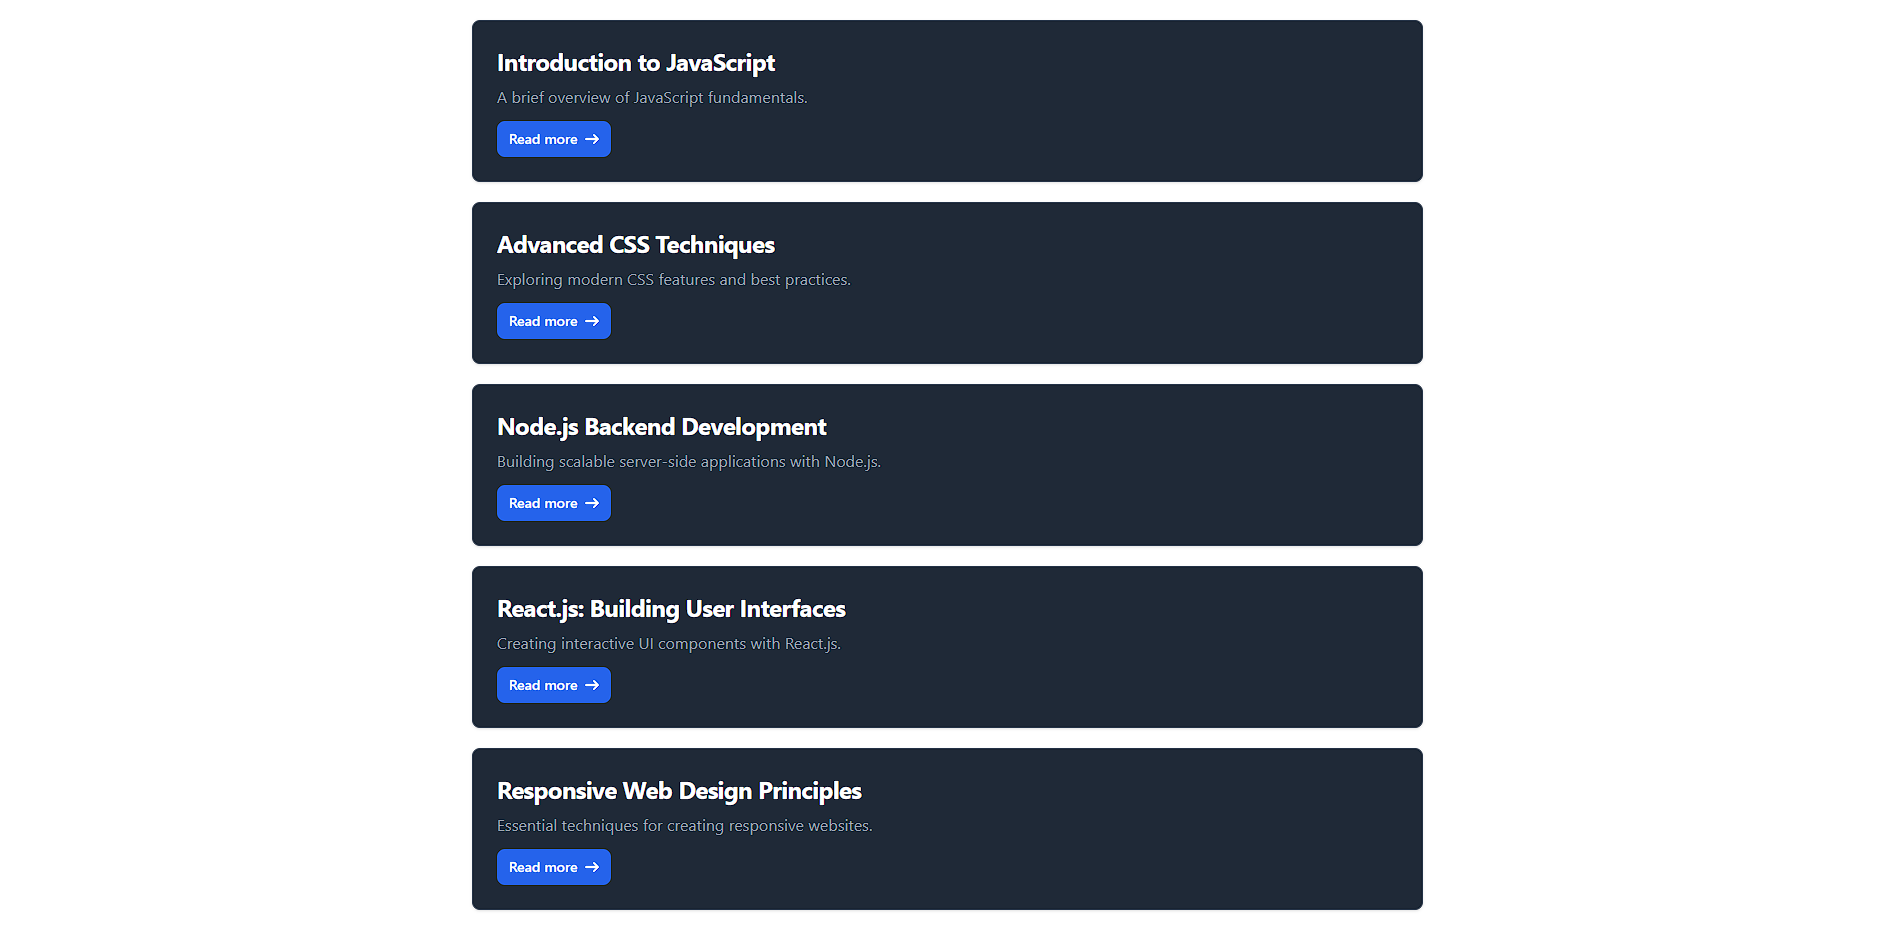 Introduction to JavaScript
A brief overview of JavaScript fundamentals.
Read more
Advanced CSS Techniques
Exploring modern CSS features and best practices.
Read more
Node.js Backend Development
Building scalable server-side applications with Node.js.
Read more
React.js: Building User Interfaces
Creating interactive UI components with React.js.
Read more
Responsive Web Design Principles
Essential techniques for creating responsive websites.
Read more